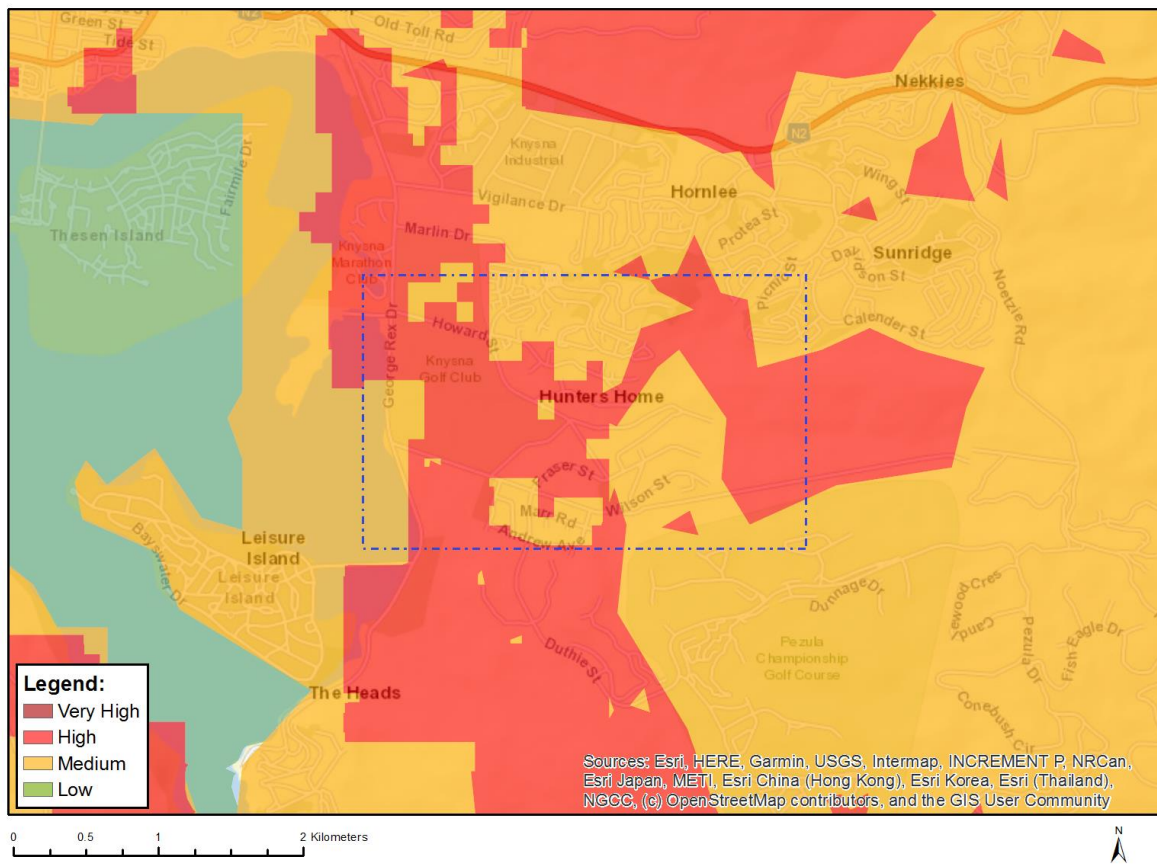 Green St
Tide St
N2
Old Toll Rd
Nekkies
N2
Knysna
Industrial
Hornlee
Wing St
Vigilance Dr
Fairmile Dr
Thesen Island
Marlin Dr
Protea St
Knysna
Marathon
Club
Davidson St
Sunridge
Picnic St
Noetzie Rd
George Rex Dr
Howard St
Calender St
Knysna
Golf Club
Hunters Home
Fraser St
Wilson St
Marr Rd
Andrew Ave
Bayswater Dr
Leisure
Island
Leisure
Island
Dunnage Dr
Candlewood Cres
Pezula Dr
Fish Eagle Dr
Duthie St
Pezula
Championship
Golf Course
The Heads
Conebush Cir
Legend:
Very High
High
Medium
Low
Sources: Esri, HERE, Garmin, USGS, Intermap, INCREMENT P, NRCan,
Esri Japan, METI, Esri China (Hong Kong), Esri Korea, Esri (Thailand),
NGCC, (c) OpenStreetMap contributors, and the GIS User Community
0 0.5 1 2 Kilometers
N